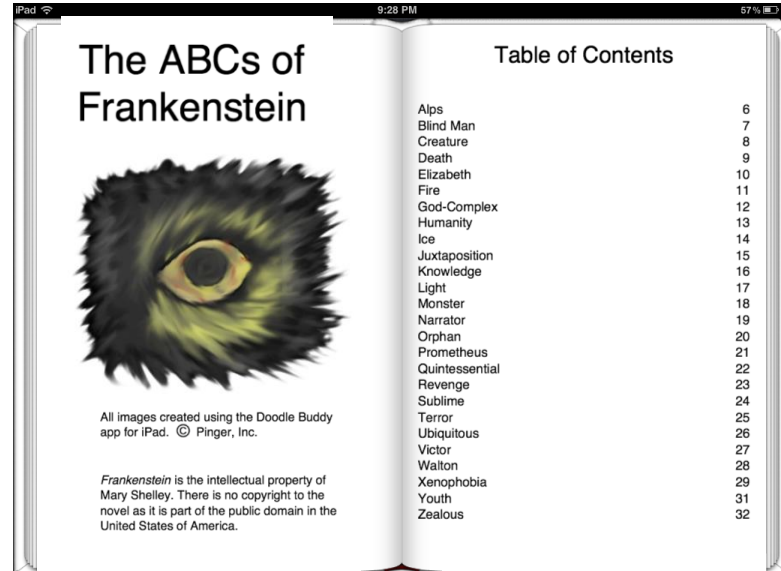 iPad 9:28 PM 57%
The ABCs of
Frankenstein
All images created using the Doodle Buddy
app for iPad. © Pinger, Inc.
Frankenstein is the intellectual property of
Mary Shelley. There is no copyright to the
novel as it is part of the public domain in the
United States of America.
Table of Contents
Alps 6
Blind Man 7
Creature 8
Death 9
Elizabeth 10
Fire 11
God-Complex 12
Humanity 13
Ice 14
Juxtaposition 15
Knowledge 16
Light 17
Monster 18
Narrator 19
Orphan 20
Prometheus 21
Quintessential 22
Revenge 23
Sublime 24
Terror 25
Ubiquitous 26
Victor 27
Walton 28
Xenophobia 29
Youth 31
Zealous 32